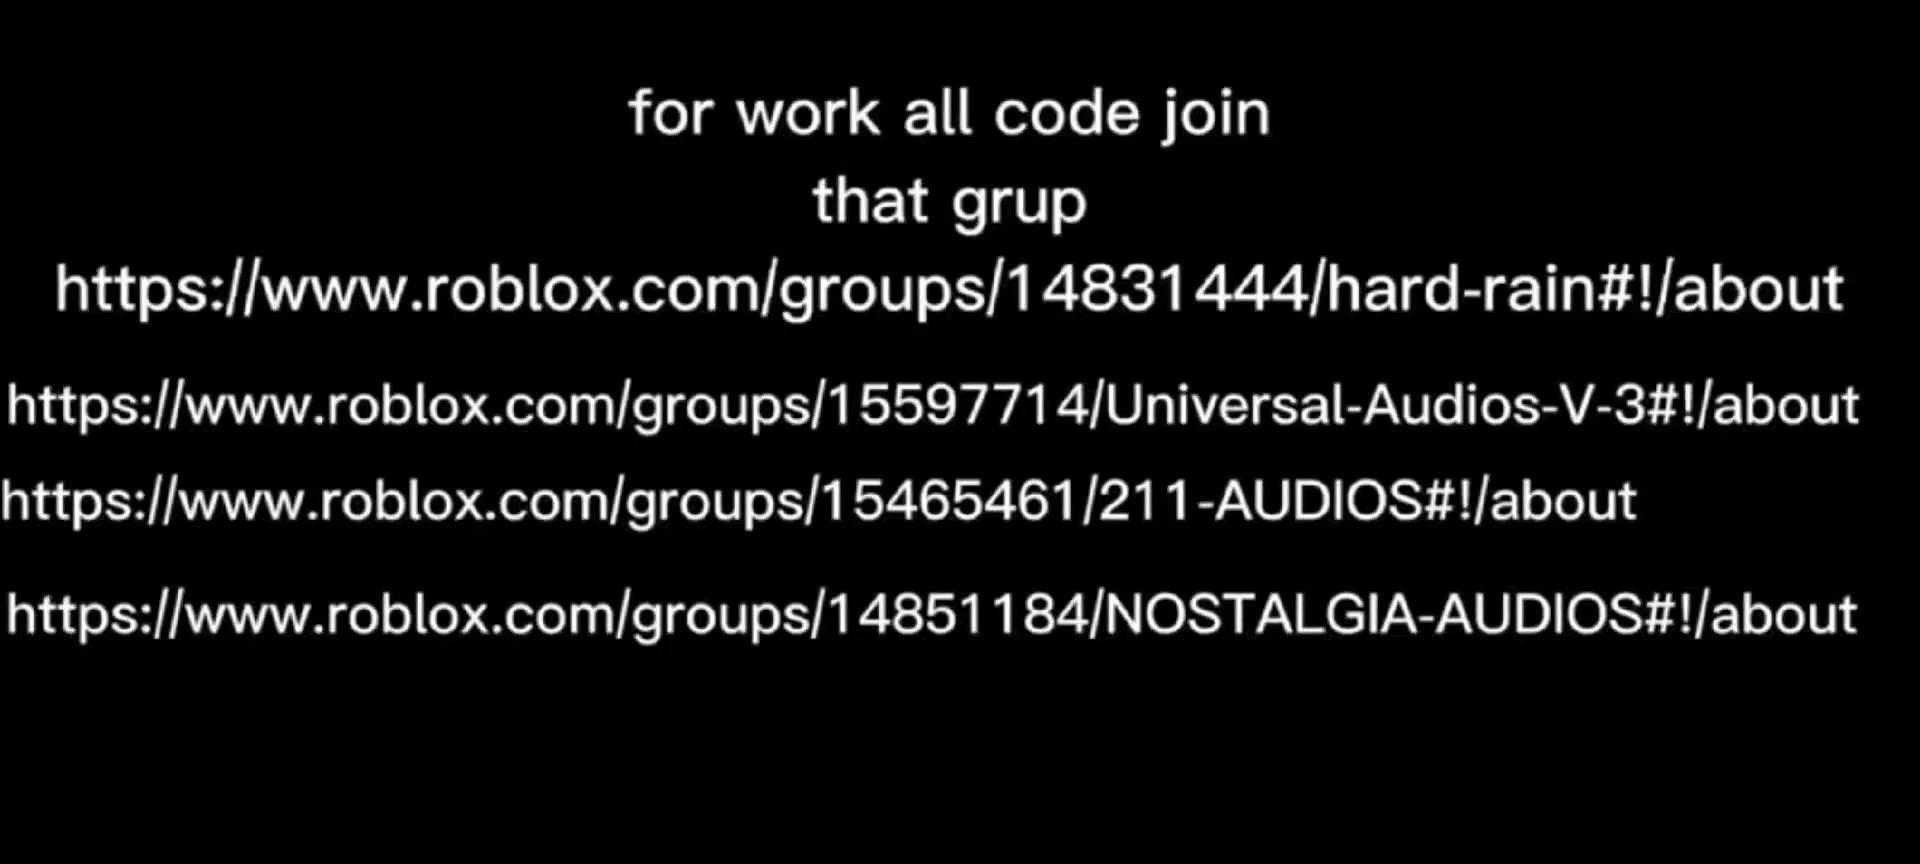 for work all code join
that grup
https://www.roblox.com/groups/14831444/hard-rain#!/about
https://www.roblox.com/groups/15597714/Universal-Audios-V-3#!/about
https://www.roblox.com/groups/15465461/211-AUDIOS#!/about
https://www.roblox.com/groups/14851184/NOSTALGIA-AUDIOS#!/about